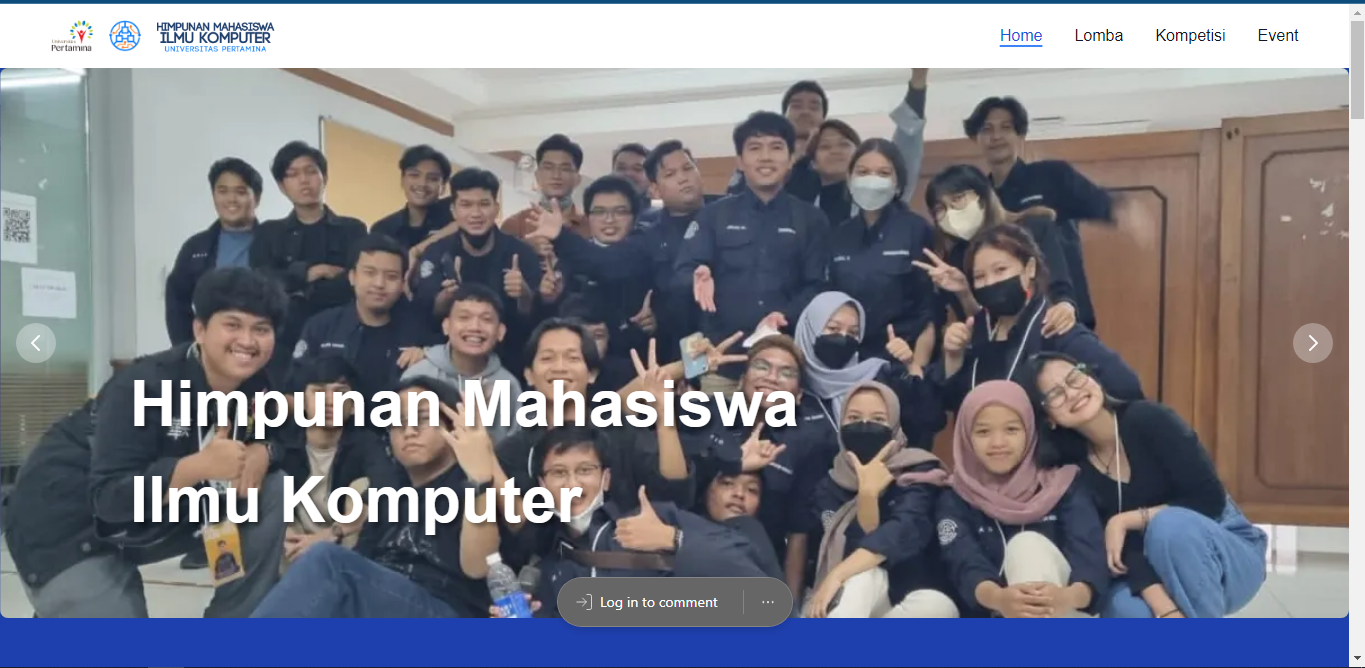 Universitas
Pertamina
HIMPUNAN MAHASISWA
ILMU KOMPUTER
UNIVERSITAS PERTAMINA
Home
Lomba
Kompetisi
Event
Himpunan Mahasiswa
Ilmu Komputer
Log in to comment